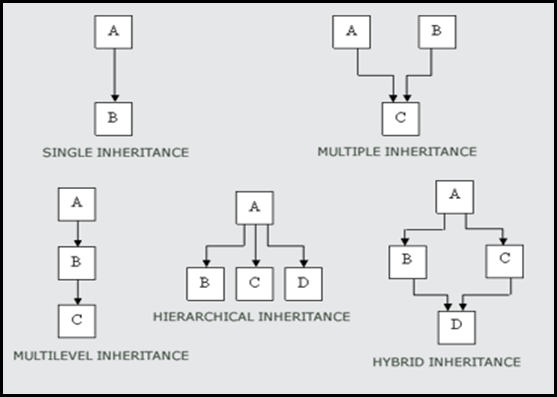 A
B
SINGLE INHERITANCE
A B
C
MULTIPLE INHERITANCE
A
B
C
MULTILEVEL INHERITANCE
A
B C D
HIERARCHICAL INHERITANCE
A
B C
D
HYBRID INHERITANCE